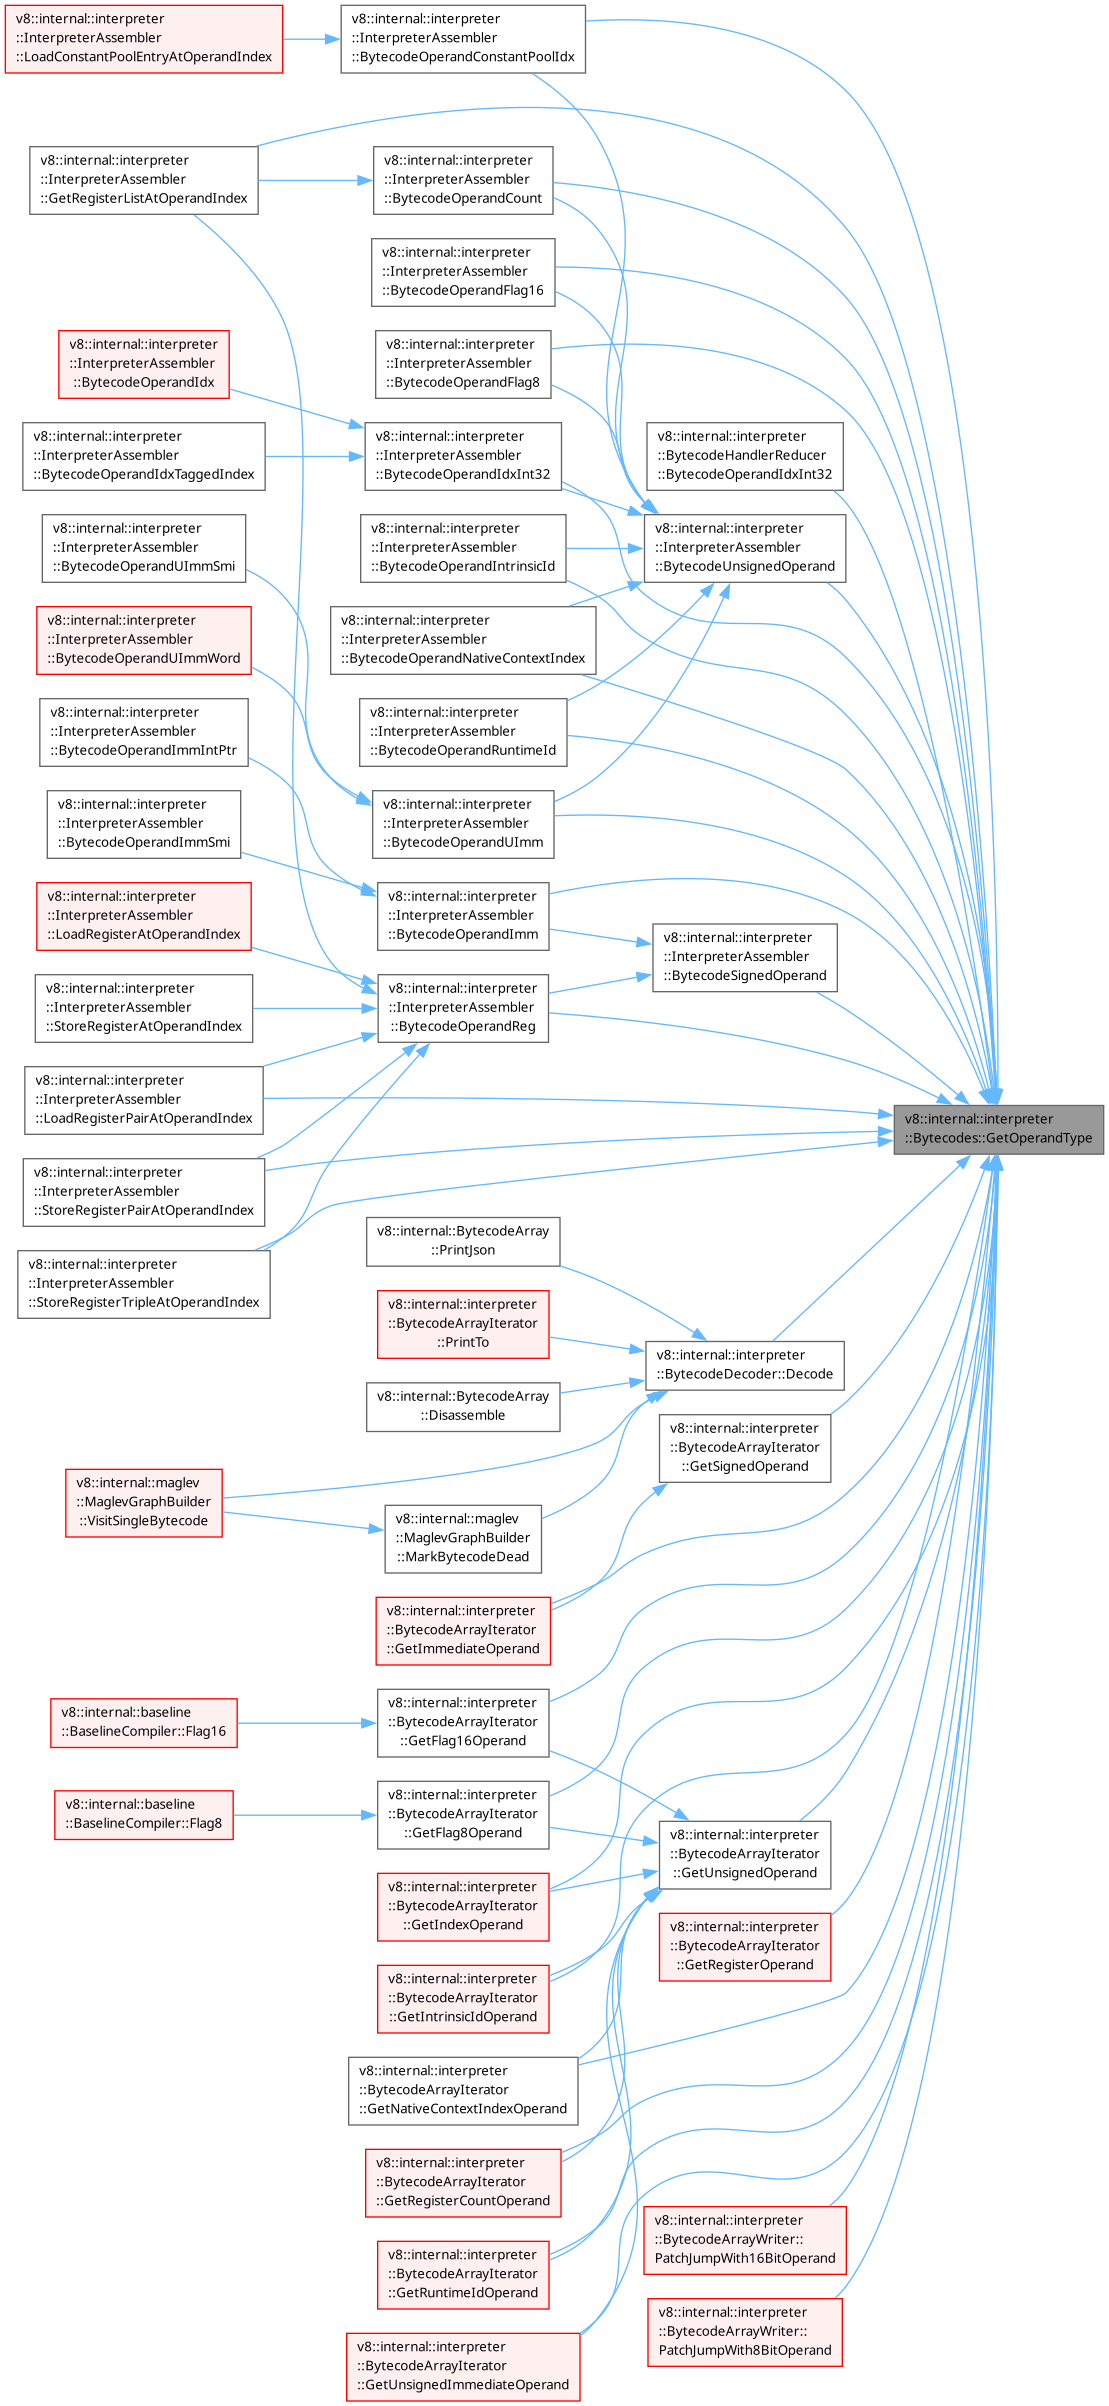 v8::internal::interpreter
::InterpreterAssembler
::LoadConstantPoolEntryAtOperandIndex
v8::internal::interpreter
::InterpreterAssembler
::BytecodeOperandConstantPoolIdx
v8::internal::interpreter
::InterpreterAssembler
::GetRegisterListAtOperandIndex
v8::internal::interpreter
::InterpreterAssembler
::BytecodeOperandCount
v8::internal::interpreter
::InterpreterAssembler
::BytecodeOperandFlag16
v8::internal::interpreter
::InterpreterAssembler
::BytecodeOperandIdx
v8::internal::interpreter
::InterpreterAssembler
::BytecodeOperandFlag8
v8::internal::interpreter
::InterpreterAssembler
::BytecodeOperandIdxTaggedIndex
v8::internal::interpreter
::InterpreterAssembler
::BytecodeOperandIdxInt32
v8::internal::interpreter
::BytecodeHandlerReducer
::BytecodeOperandIdxInt32
v8::internal::interpreter
::InterpreterAssembler
::BytecodeOperandUImmSmi
v8::internal::interpreter
::InterpreterAssembler
::BytecodeOperandIntrinsicId
v8::internal::interpreter
::InterpreterAssembler
::BytecodeUnsignedOperand
v8::internal::interpreter
::InterpreterAssembler
::BytecodeOperandUImmWord
v8::internal::interpreter
::InterpreterAssembler
::BytecodeOperandNativeContextIndex
v8::internal::interpreter
::InterpreterAssembler
::BytecodeOperandImmIntPtr
v8::internal::interpreter
::InterpreterAssembler
::BytecodeOperandRuntimeId
v8::internal::interpreter
::InterpreterAssembler
::BytecodeOperandImmSmi
v8::internal::interpreter
::InterpreterAssembler
::BytecodeOperandUImm
v8::internal::interpreter
::InterpreterAssembler
::LoadRegisterAtOperandIndex
v8::internal::interpreter
::InterpreterAssembler
::BytecodeOperandImm
v8::internal::interpreter
::InterpreterAssembler
::BytecodeSignedOperand
v8::internal::interpreter
::InterpreterAssembler
::StoreRegisterAtOperandIndex
v8::internal::interpreter
::InterpreterAssembler
::BytecodeOperandReg
v8::internal::interpreter
::InterpreterAssembler
::LoadRegisterPairAtOperandIndex
v8::internal::interpreter
::Bytecodes::GetOperandType
v8::internal::interpreter
::InterpreterAssembler
::StoreRegisterPairAtOperandIndex
v8::internal::interpreter
::InterpreterAssembler
::StoreRegisterTripleAtOperandIndex
v8::internal::BytecodeArray
::PrintJson
v8::internal::interpreter
::BytecodeArrayIterator
::PrintTo
v8::internal::interpreter
::BytecodeDecoder::Decode
v8::internal::BytecodeArray
::Disassemble
v8::internal::interpreter
::BytecodeArrayIterator
::GetSignedOperand
v8::internal::maglev
::MaglevGraphBuilder
::VisitSingleBytecode
v8::internal::maglev
::MaglevGraphBuilder
::MarkBytecodeDead
v8::internal::interpreter
::BytecodeArrayIterator
::GetImmediateOperand
v8::internal::baseline
::BaselineCompiler::Flag16
v8::internal::interpreter
::BytecodeArrayIterator
::GetFlag16Operand
v8::internal::baseline
::BaselineCompiler::Flag8
v8::internal::interpreter
::BytecodeArrayIterator
::GetFlag8Operand
v8::internal::interpreter
::BytecodeArrayIterator
::GetUnsignedOperand
v8::internal::interpreter
::BytecodeArrayIterator
::GetIndexOperand
v8::internal::interpreter
::BytecodeArrayIterator
::GetRegisterOperand
v8::internal::interpreter
::BytecodeArrayIterator
::GetIntrinsicIdOperand
v8::internal::interpreter
::BytecodeArrayIterator
::GetNativeContextIndexOperand
v8::internal::interpreter
::BytecodeArrayIterator
::GetRegisterCountOperand
v8::internal::interpreter
::BytecodeArrayWriter::
PatchJumpWith16BitOperand
v8::internal::interpreter
::BytecodeArrayIterator
::GetRuntimeIdOperand
v8::internal::interpreter
::BytecodeArrayWriter::
PatchJumpWith8BitOperand
v8::internal::interpreter
::BytecodeArrayIterator
::GetUnsignedImmediateOperand